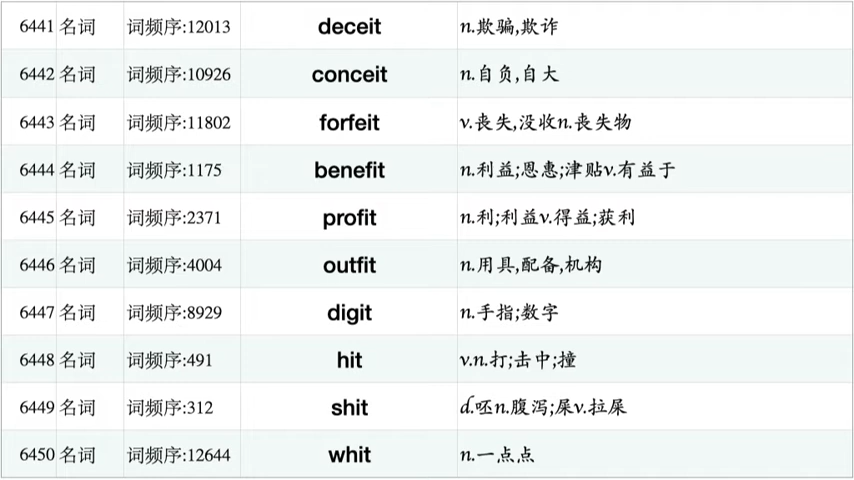 6441 名词 词频序:12013 deceit n.欺骗,欺诈
6442 名词 词频序:10926 conceit n.自负,自大
6443 名词 词频序:11802 forfeit v.丧失,没收n.丧失物
6444 名词 词频序:1175 benefit n.利益;恩惠;津贴v.有益于
6445 名词 词频序:2371 profit n.利;利益v.得益;获利
6446 名词 词频序:4004 outfit n.用具,配备,机构
6447 名词 词频序:8929 digit n.手指;数字
6448 名词 词频序:491 hit v.n.打;击中;撞
6449 名词 词频序:312 shit d.呸n.腹泻;屎v.拉屎
6450 名词 词频序:12644 whit n.一点点